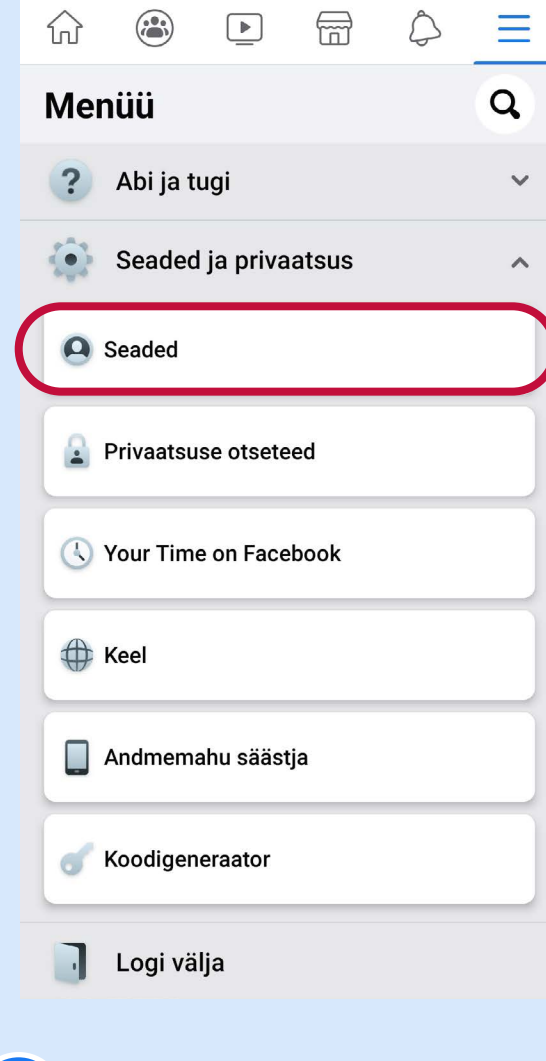 Menüü
Abi ja tugi
Seaded ja privaatsus
Seaded
Privaatsuse otseteed
Your Time on Facebook
Keel
Andmemahu säästja
Koodigeneraator
Logi välja